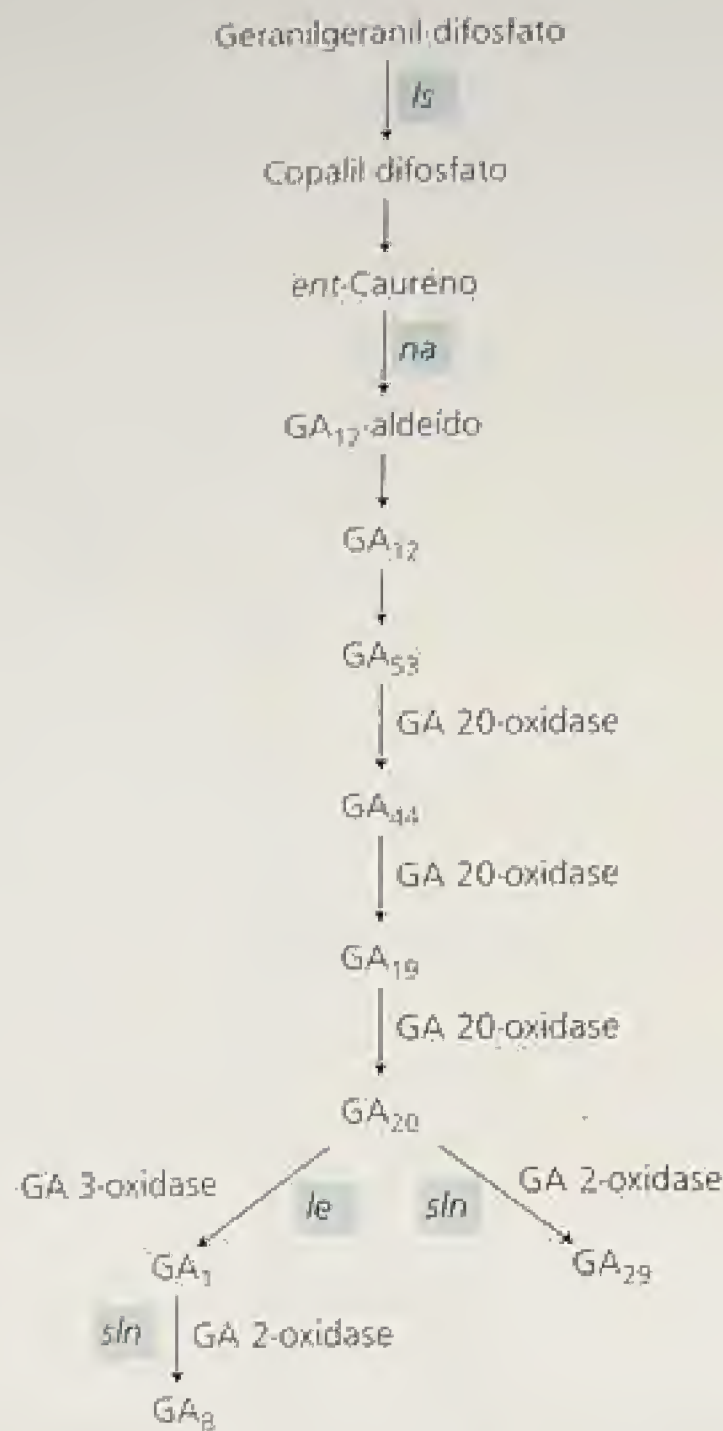 Geranilgeranil difosfato
ls
Copalil difosfato
ent-Caureno
na
GA12-aldeído
GA12
GA53
GA 20-oxidase
GA44
GA 20-oxidase
GA19
GA 20-oxidase
GA20
GA 3-oxidase
le
sln
GA 2-oxidase
GA1
GA29
sln
GA 2-oxidase
GA8